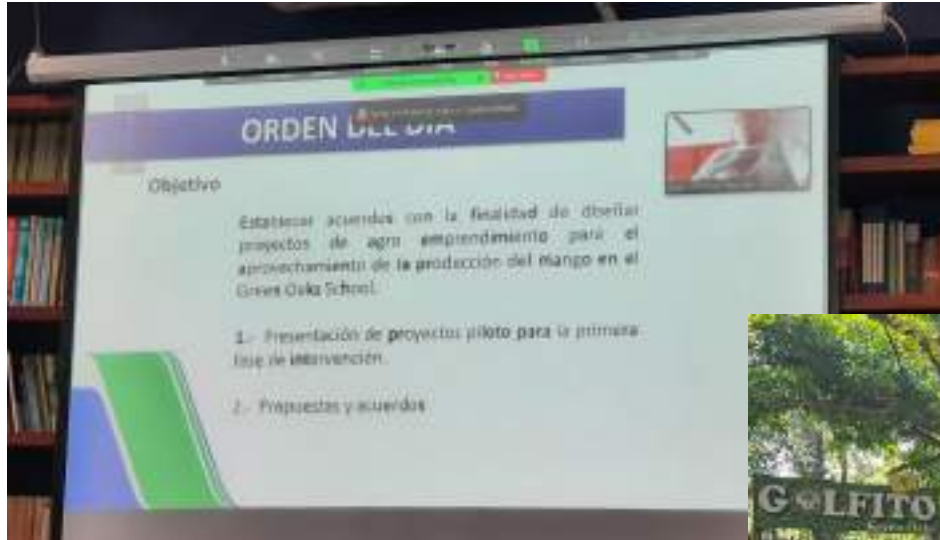 ORDEN DEL DIA
Objetivo
Establecer acuerdos con la finalidad de diseñar
proyectos de agro emprendimiento para el
aprovechamiento de la producción del mango en el
Green Oaks School.
1.- Presentación de proyectos piloto para la primera
fase de intervención.
2.- Propuestas y acuerdos
GOLFITO